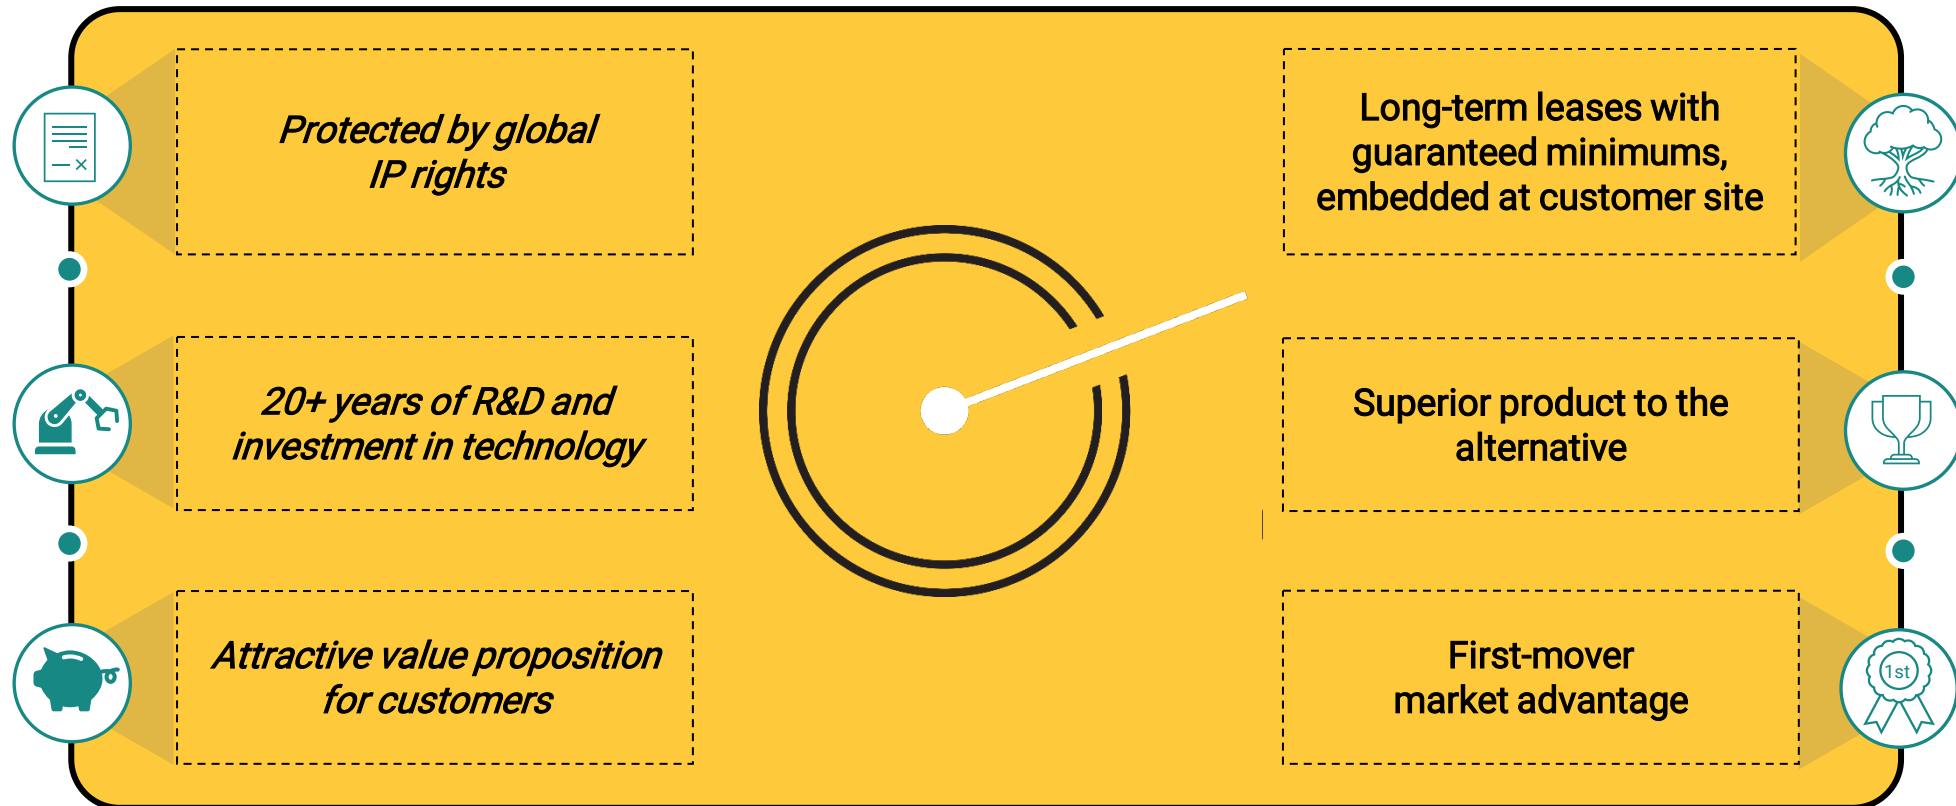 Protected by global
IP rights
20+ years of R&D and
investment in technology
Attractive value proposition
for customers
Long-term leases with
guaranteed minimums,
embedded at customer site
Superior product to the
alternative
First-mover
market advantage
1st